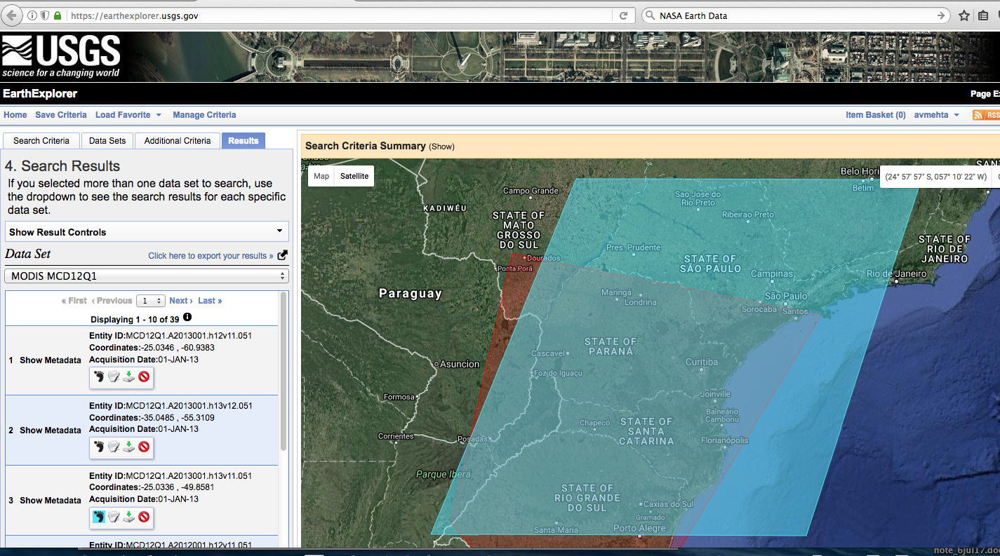 https://earthexplorer.usgs.gov
NASA Earth Data
USGS
science for a changing world
EarthExplorer
Page E
Home Save Criteria Load Favorite Manage Criteria
Item Basket (0) avmehta RSS
Search Criteria Data Sets Additional Criteria Results
4. Search Results
If you selected more than one data set to search, use
the dropdown to see the search results for each specific
data set.
Show Result Controls
Data Set
Click here to export your results »
MODIS MCD12Q1
« First ‹ Previous 1 Next › Last »
Displaying 1 - 10 of 39
Entity ID:MCD12Q1.A2013001.h12v11.051
Coordinates:-25.0346 , -60.9383
1 Show Metadata Acquisition Date:01-JAN-13
Entity ID:MCD12Q1.A2013001.h13v12.051
Coordinates:-35.0485 , -55.3109
2 Show Metadata Acquisition Date:01-JAN-13
Entity ID:MCD12Q1.A2013001.h13v11.051
Coordinates:-25.0336 , -49.8581
3 Show Metadata Acquisition Date:01-JAN-13
Entity ID:MCD12Q1.A2012001.h12v11.051
Search Criteria Summary (Show)
Map Satellite
(24° 57' 57" S, 057° 10' 22" W)
Belo Hori
Betim
Campo Grande
KADIWÉU
STATE OF
MATO
GROSSO
DO SUL
Sao Jose do
Rio Preto
Ribeirao Preto
STATE OF
RIO DE
JANEIRO
Pres. Prudente
Dourados
Ponta Porã
STATE OF
SÃO PAULO
Campinas
Rio de Janeiro
Paraguay
Maringá
Londrina
São Paulo
Sorocaba
Santos
STATE OF
PARANÁ
Cascavel
Asuncion
Curitiba
Foz do Iguaçu
Formosa
Joinville
Balneário
Camboriú
Chapecó
STATE OF
SANTA
CATARINA
Corrientes
Posadas
Florianópolis
Parque Iberá
STATE OF
RIO GRANDE
DO SUL
Caxias do Sul
Gramado
Santa Maria
Porto Alegre
note_6jul17.do